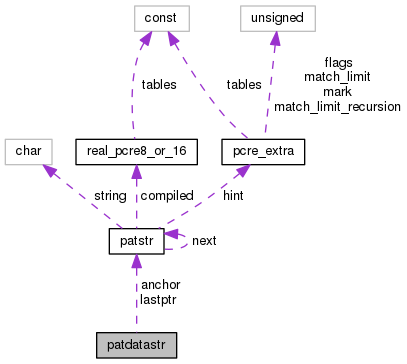 const
unsigned
flags
tables
tables
match_limit
mark
match_limit_recursion
char
real_pcre8_or_16
pcre_extra
string
compiled
hint
patstr
next
anchor
lastptr
patdatastr